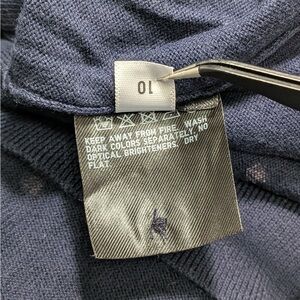 10
KEEP AWAY FROM FIRE. WASH
DARK COLORS SEPARATELY. NO
OPTICAL BRIGHTENERS. DRY
FLAT.